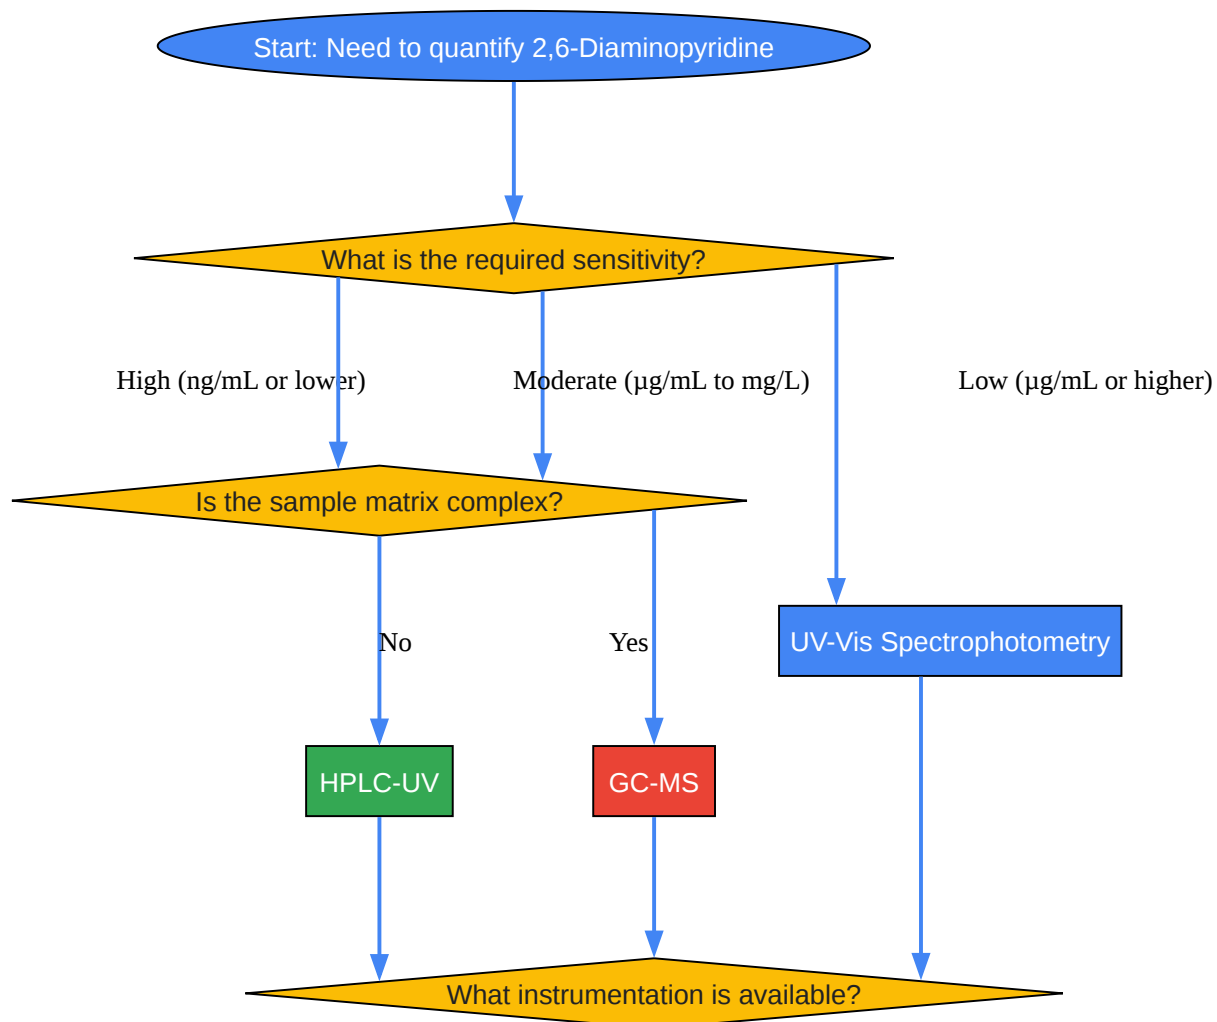 Start: Need to quantify 2,6-Diaminopyridine
What is the required sensitivity?
High (ng/mL or lower)
Moderate (µg/mL to mg/L)
Low (µg/mL or higher)
Is the sample matrix complex?
No
Yes
UV-Vis Spectrophotometry
HPLC-UV
GC-MS
What instrumentation is available?